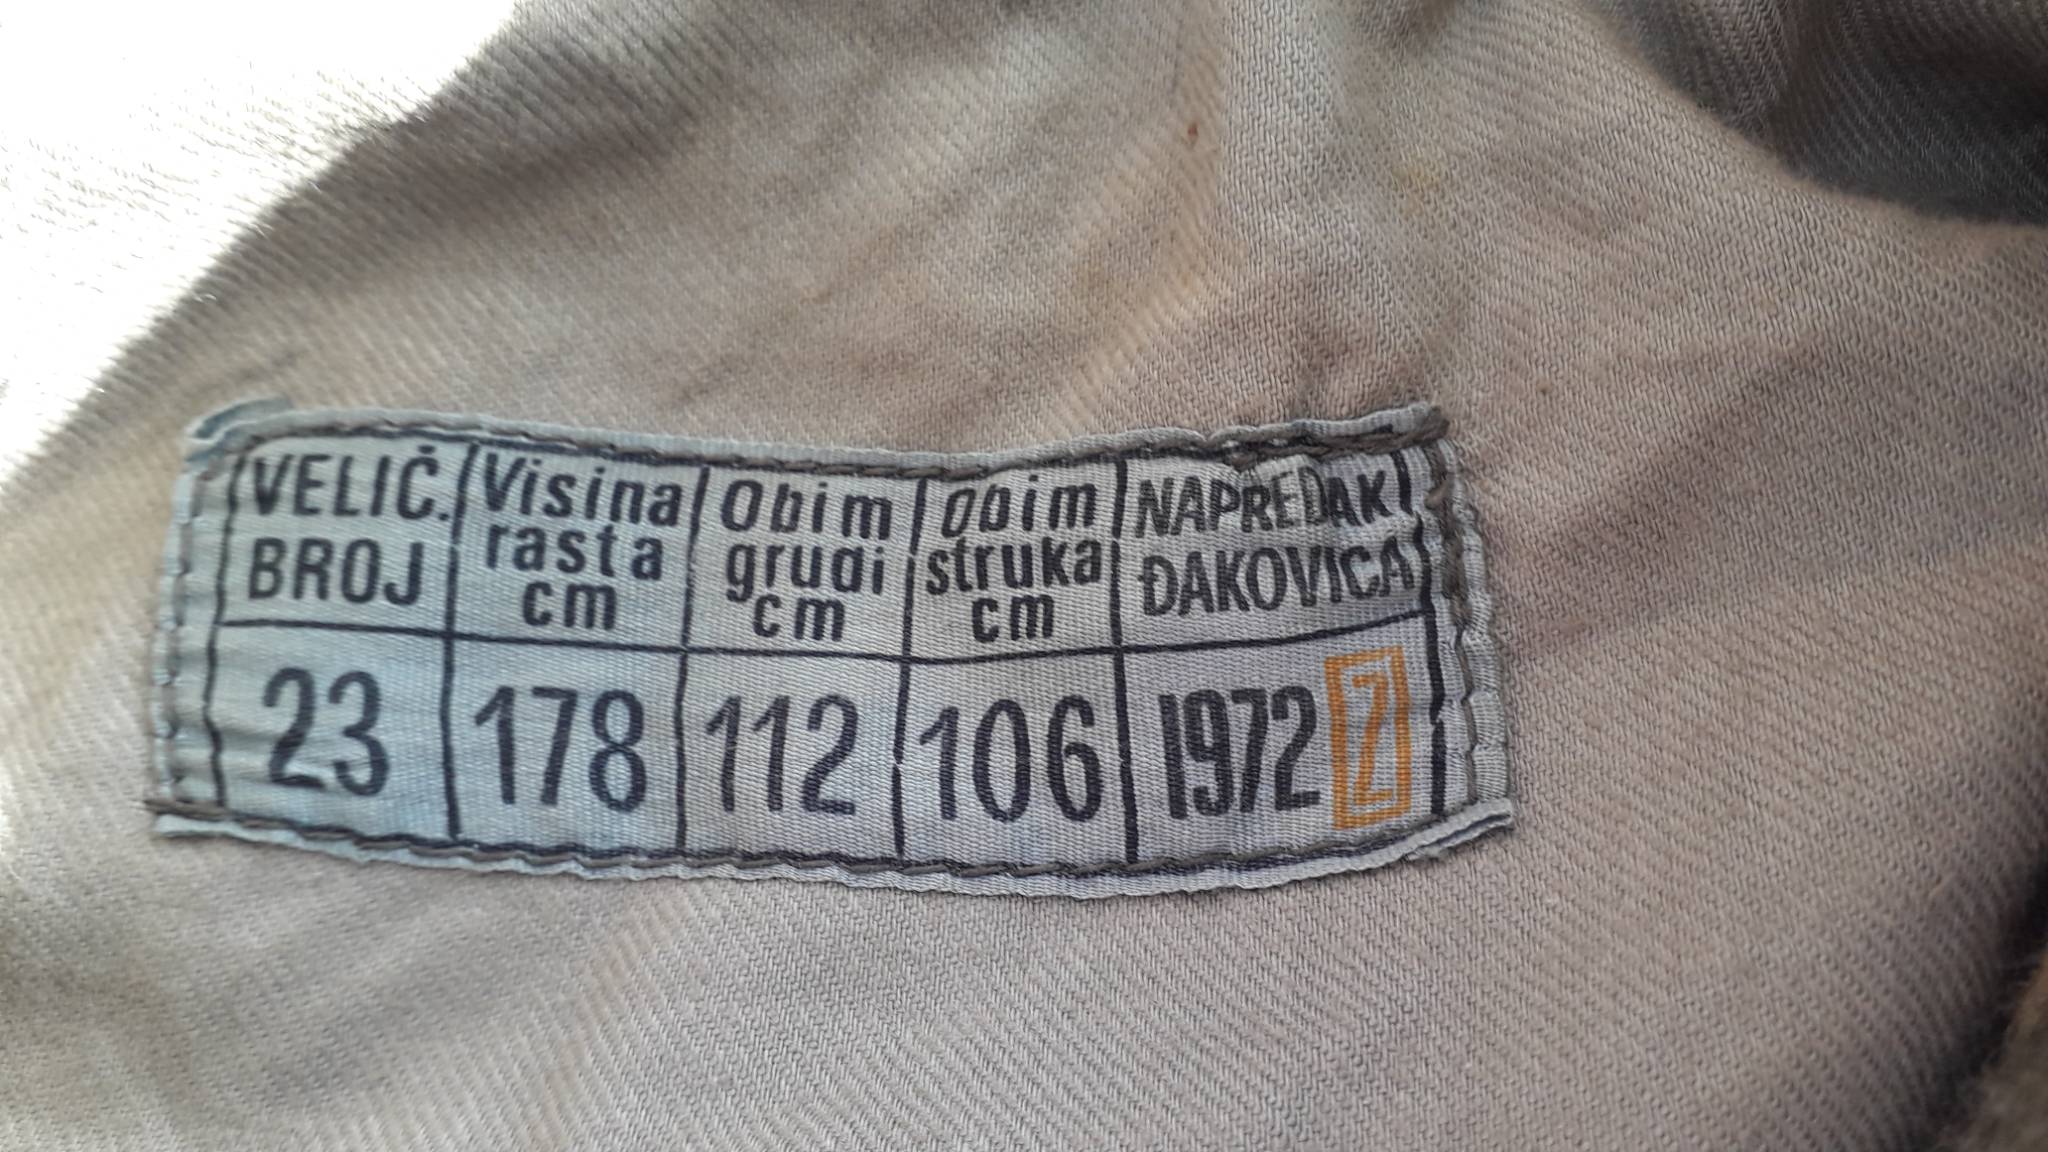 VELIČ. BROJ
Visina rasta cm
Obim grudi cm
Obim struka cm
NAPREDAK ĐAKOVICA
23 178 112 106 1972 Z